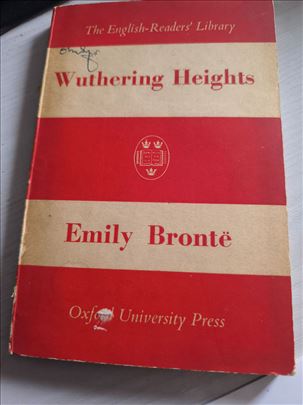 The English-Readers' Library
Wuthering Heights
Emily Brontë
Oxford University Press